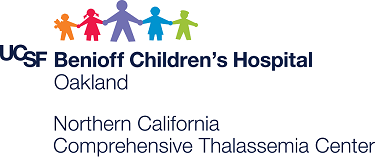 UCSF Benioff Children's Hospital
Oakland
Northern California
Comprehensive Thalassemia Center